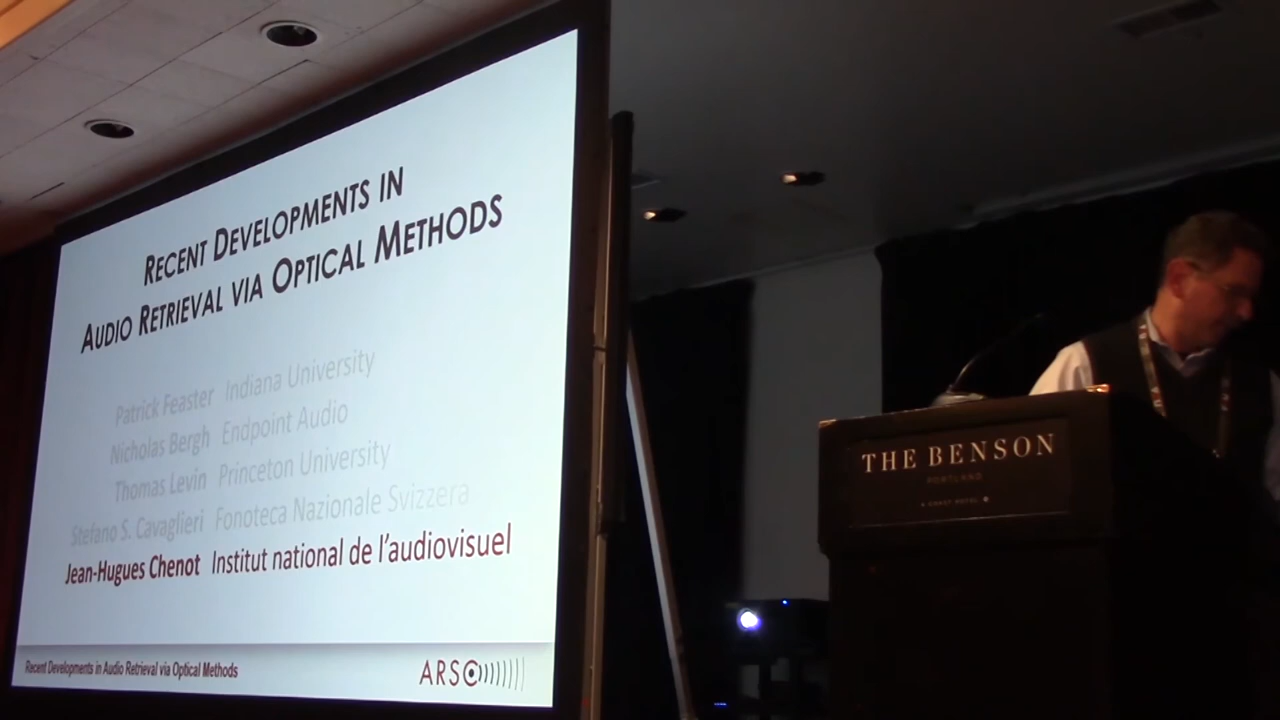 RECENT DEVELOPMENTS IN
AUDIO RETRIEVAL VIA OPTICAL METHODS
Patrick Feaster Indiana University
Nicholas Bergh Endpoint Audio
Thomas Levin Princeton University
Stefano S. Cavaglieri Fonoteca Nazionale Svizzera
Jean-Hugues Chenot Institut national de l'audiovisuel
Recent Developments in Audio Retrieval via Optical Methods
ARSC
THE BENSON
PORTLAND